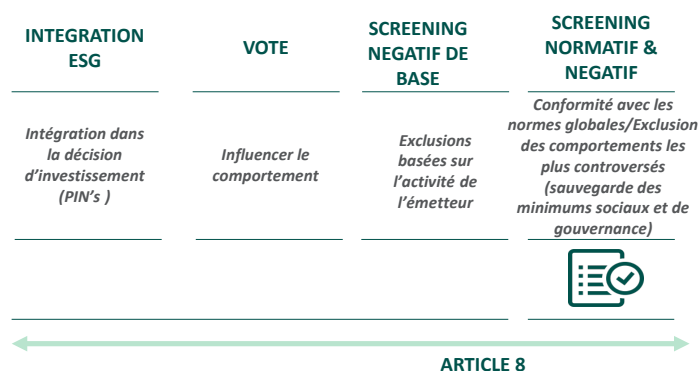 INTEGRATION
ESG
VOTE
SCREENING
NEGATIF DE
BASE
SCREENING
NORMATIF &
NEGATIF
Intégration dans
la décision
d'investissement
(PIN's )
Influencer le
comportement
Exclusions
basées sur
l'activité de
l'émetteur
Conformité avec les
normes globales/Exclusion
des comportements les
plus controversés
(sauvegarde des
minimums sociaux et de
gouvernance)
ARTICLE 8